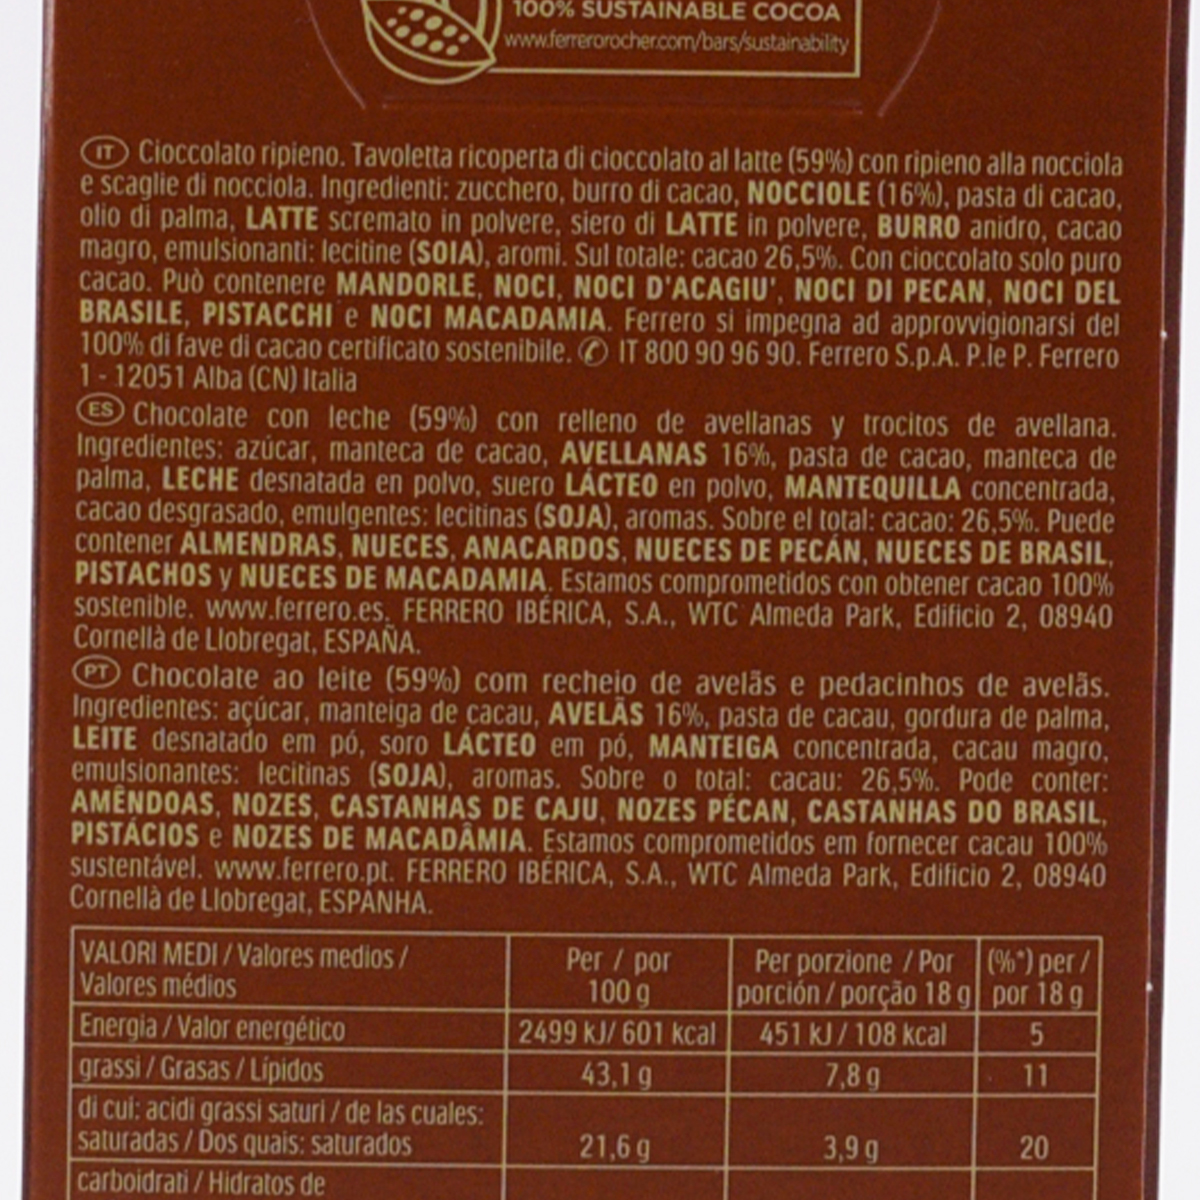 100% SUSTAINABLE COCOA
www.ferrerorocher.com/bars/sustainability
IT Cioccolato ripieno. Tavoletta ricoperta di cioccolato al latte (59%) con ripieno alla nocciola
e scaglie di nocciola. Ingredienti: zucchero, burro di cacao, NOCCIOLE (16%), pasta di cacao,
olio di palma, LATTE scremato in polvere, siero di LATTE in polvere, BURRO anidro, cacao
magro, emulsionanti: lecitine (SOIA), aromi. Sul totale: cacao 26,5%. Con cioccolato solo puro
cacao. Può contenere MANDORLE, NOCI, NOCI D'ACAGIU', NOCI DI PECAN, NOCI DEL
BRASILE, PISTACCHI e NOCI MACADAMIA. Ferrero si impegna ad approvvigionarsi del
100% di fave di cacao certificato sostenibile. ✆ IT 800 90 96 90. Ferrero S.p.A. P.le P. Ferrero
1 - 12051 Alba (CN) Italia
ES Chocolate con leche (59%) con relleno de avellanas y trocitos de avellana.
Ingredientes: azúcar, manteca de cacao, AVELLANAS 16%, pasta de cacao, manteca de
palma, LECHE desnatada en polvo, suero LÁCTEO en polvo, MANTEQUILLA concentrada,
cacao desgrasado, emulgentes: lecitinas (SOJA), aromas. Sobre el total: cacao: 26,5%. Puede
contener ALMENDRAS, NUECES, ANACARDOS, NUECES DE PECÁN, NUECES DE BRASIL,
PISTACHOS y NUECES DE MACADAMIA. Estamos comprometidos con obtener cacao 100%
sostenible. www.ferrero.es. FERRERO IBÉRICA, S.A., WTC Almeda Park, Edificio 2, 08940
Cornellà de Llobregat, ESPAÑA.
PT Chocolate ao leite (59%) com recheio de avelãs e pedacinhos de avelãs.
Ingredientes: açúcar, manteiga de cacau, AVELÃS 16%, pasta de cacau, gordura de palma,
LEITE desnatado em pó, soro LÁCTEO em pó, MANTEIGA concentrada, cacau magro,
emulsionantes: lecitinas (SOJA), aromas. Sobre o total: cacau: 26,5%. Pode conter:
AMÊNDOAS, NOZES, CASTANHAS DE CAJU, NOZES PÉCAN, CASTANHAS DO BRASIL,
PISTÁCIOS e NOZES DE MACADÂMIA. Estamos comprometidos em fornecer cacau 100%
sustentável. www.ferrero.pt. FERRERO IBÉRICA, S.A., WTC Almeda Park, Edificio 2, 08940
Cornellà de Llobregat, ESPANHA.
VALORI MEDI / Valores medios / Per / por Per porzione / Por (%*) per /
Valores médios 100 g porción / porção 18 g por 18 g
Energia / Valor energético 2499 kJ/ 601 kcal 451 kJ / 108 kcal 5
grassi / Grasas / Lípidos 43,1 g 7,8 g 11
di cui: acidi grassi saturi / de las cuales:
saturadas / Dos quais: saturados 21,6 g 3,9 g 20
carboidrati / Hidratos de